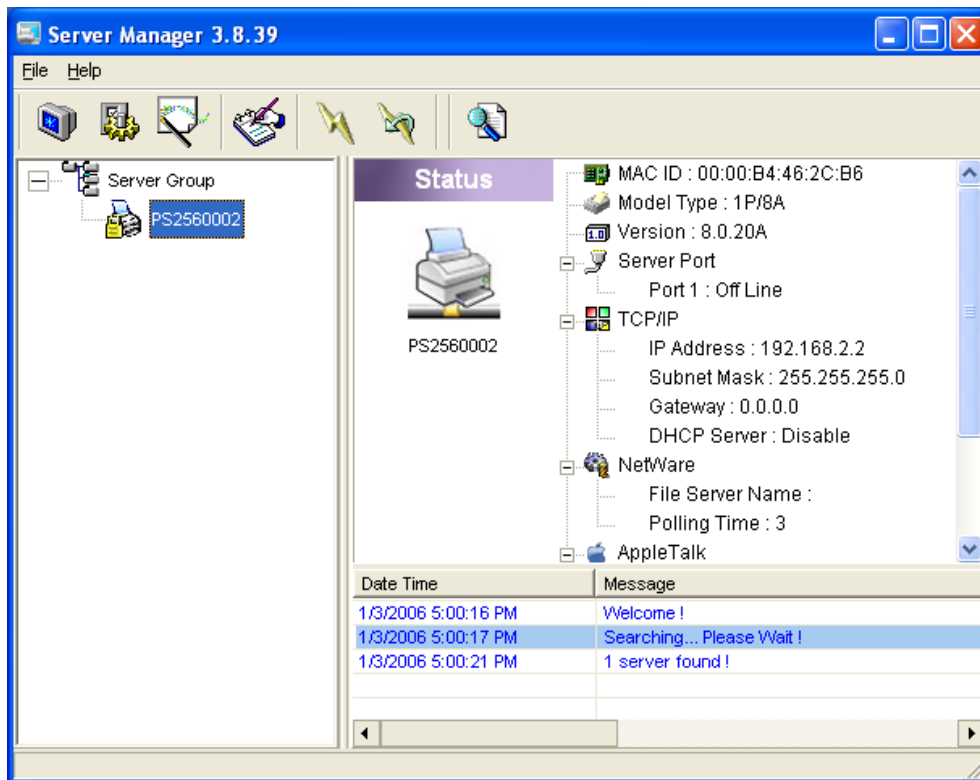 Server Manager 3.8.39
File Help
Server Group
PS2560002
Status
PS2560002
MAC ID : 00:00:B4:46:2C:B6
Model Type : 1P/8A
1.0 Version : 8.0.20A
Server Port
Port 1 : Off Line
TCP/IP
IP Address : 192.168.2.2
Subnet Mask : 255.255.255.0
Gateway : 0.0.0.0
DHCP Server : Disable
NetWare
File Server Name :
Polling Time : 3
AppleTalk
Date Time Message
1/3/2006 5:00:16 PM Welcome !
1/3/2006 5:00:17 PM Searching... Please Wait !
1/3/2006 5:00:21 PM 1 server found !